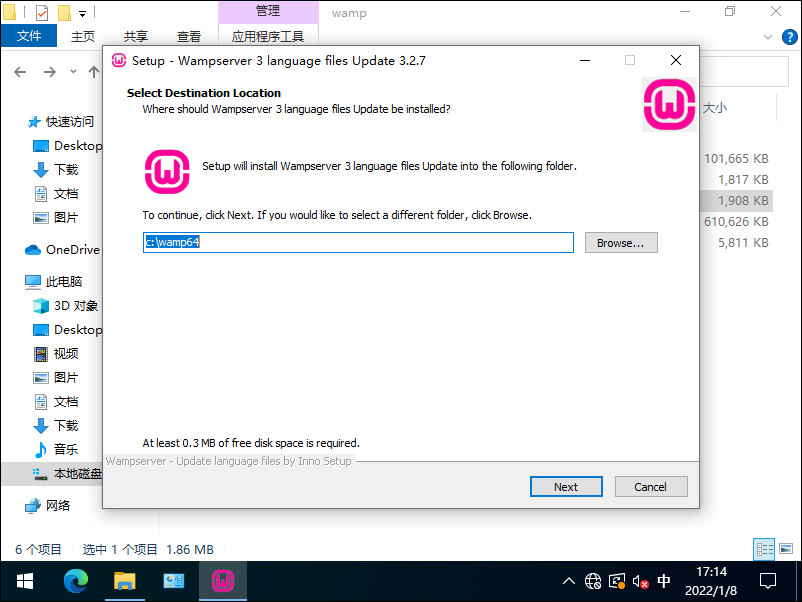 管理
wamp
文件
主页
共享
查看
应用程序工具
Setup - Wampserver 3 language files Update 3.2.7
Select Destination Location
Where should Wampserver 3 language files Update be installed?
Setup will install Wampserver 3 language files Update into the following folder.
To continue, click Next. If you would like to select a different folder, click Browse.
c:\wamp64
Browse...
At least 0.3 MB of free disk space is required.
Wampserver - Update language files by Inno Setup
Next
Cancel
快速访问
Desktop
下载
文档
图片
OneDrive
此电脑
3D 对象
Desktop
视频
图片
文档
下载
音乐
本地磁盘
网络
大小
101,665 KB
1,817 KB
1,908 KB
610,626 KB
5,811 KB
6 个项目
选中 1 个项目
1.86 MB
中
17:14
2022/1/8